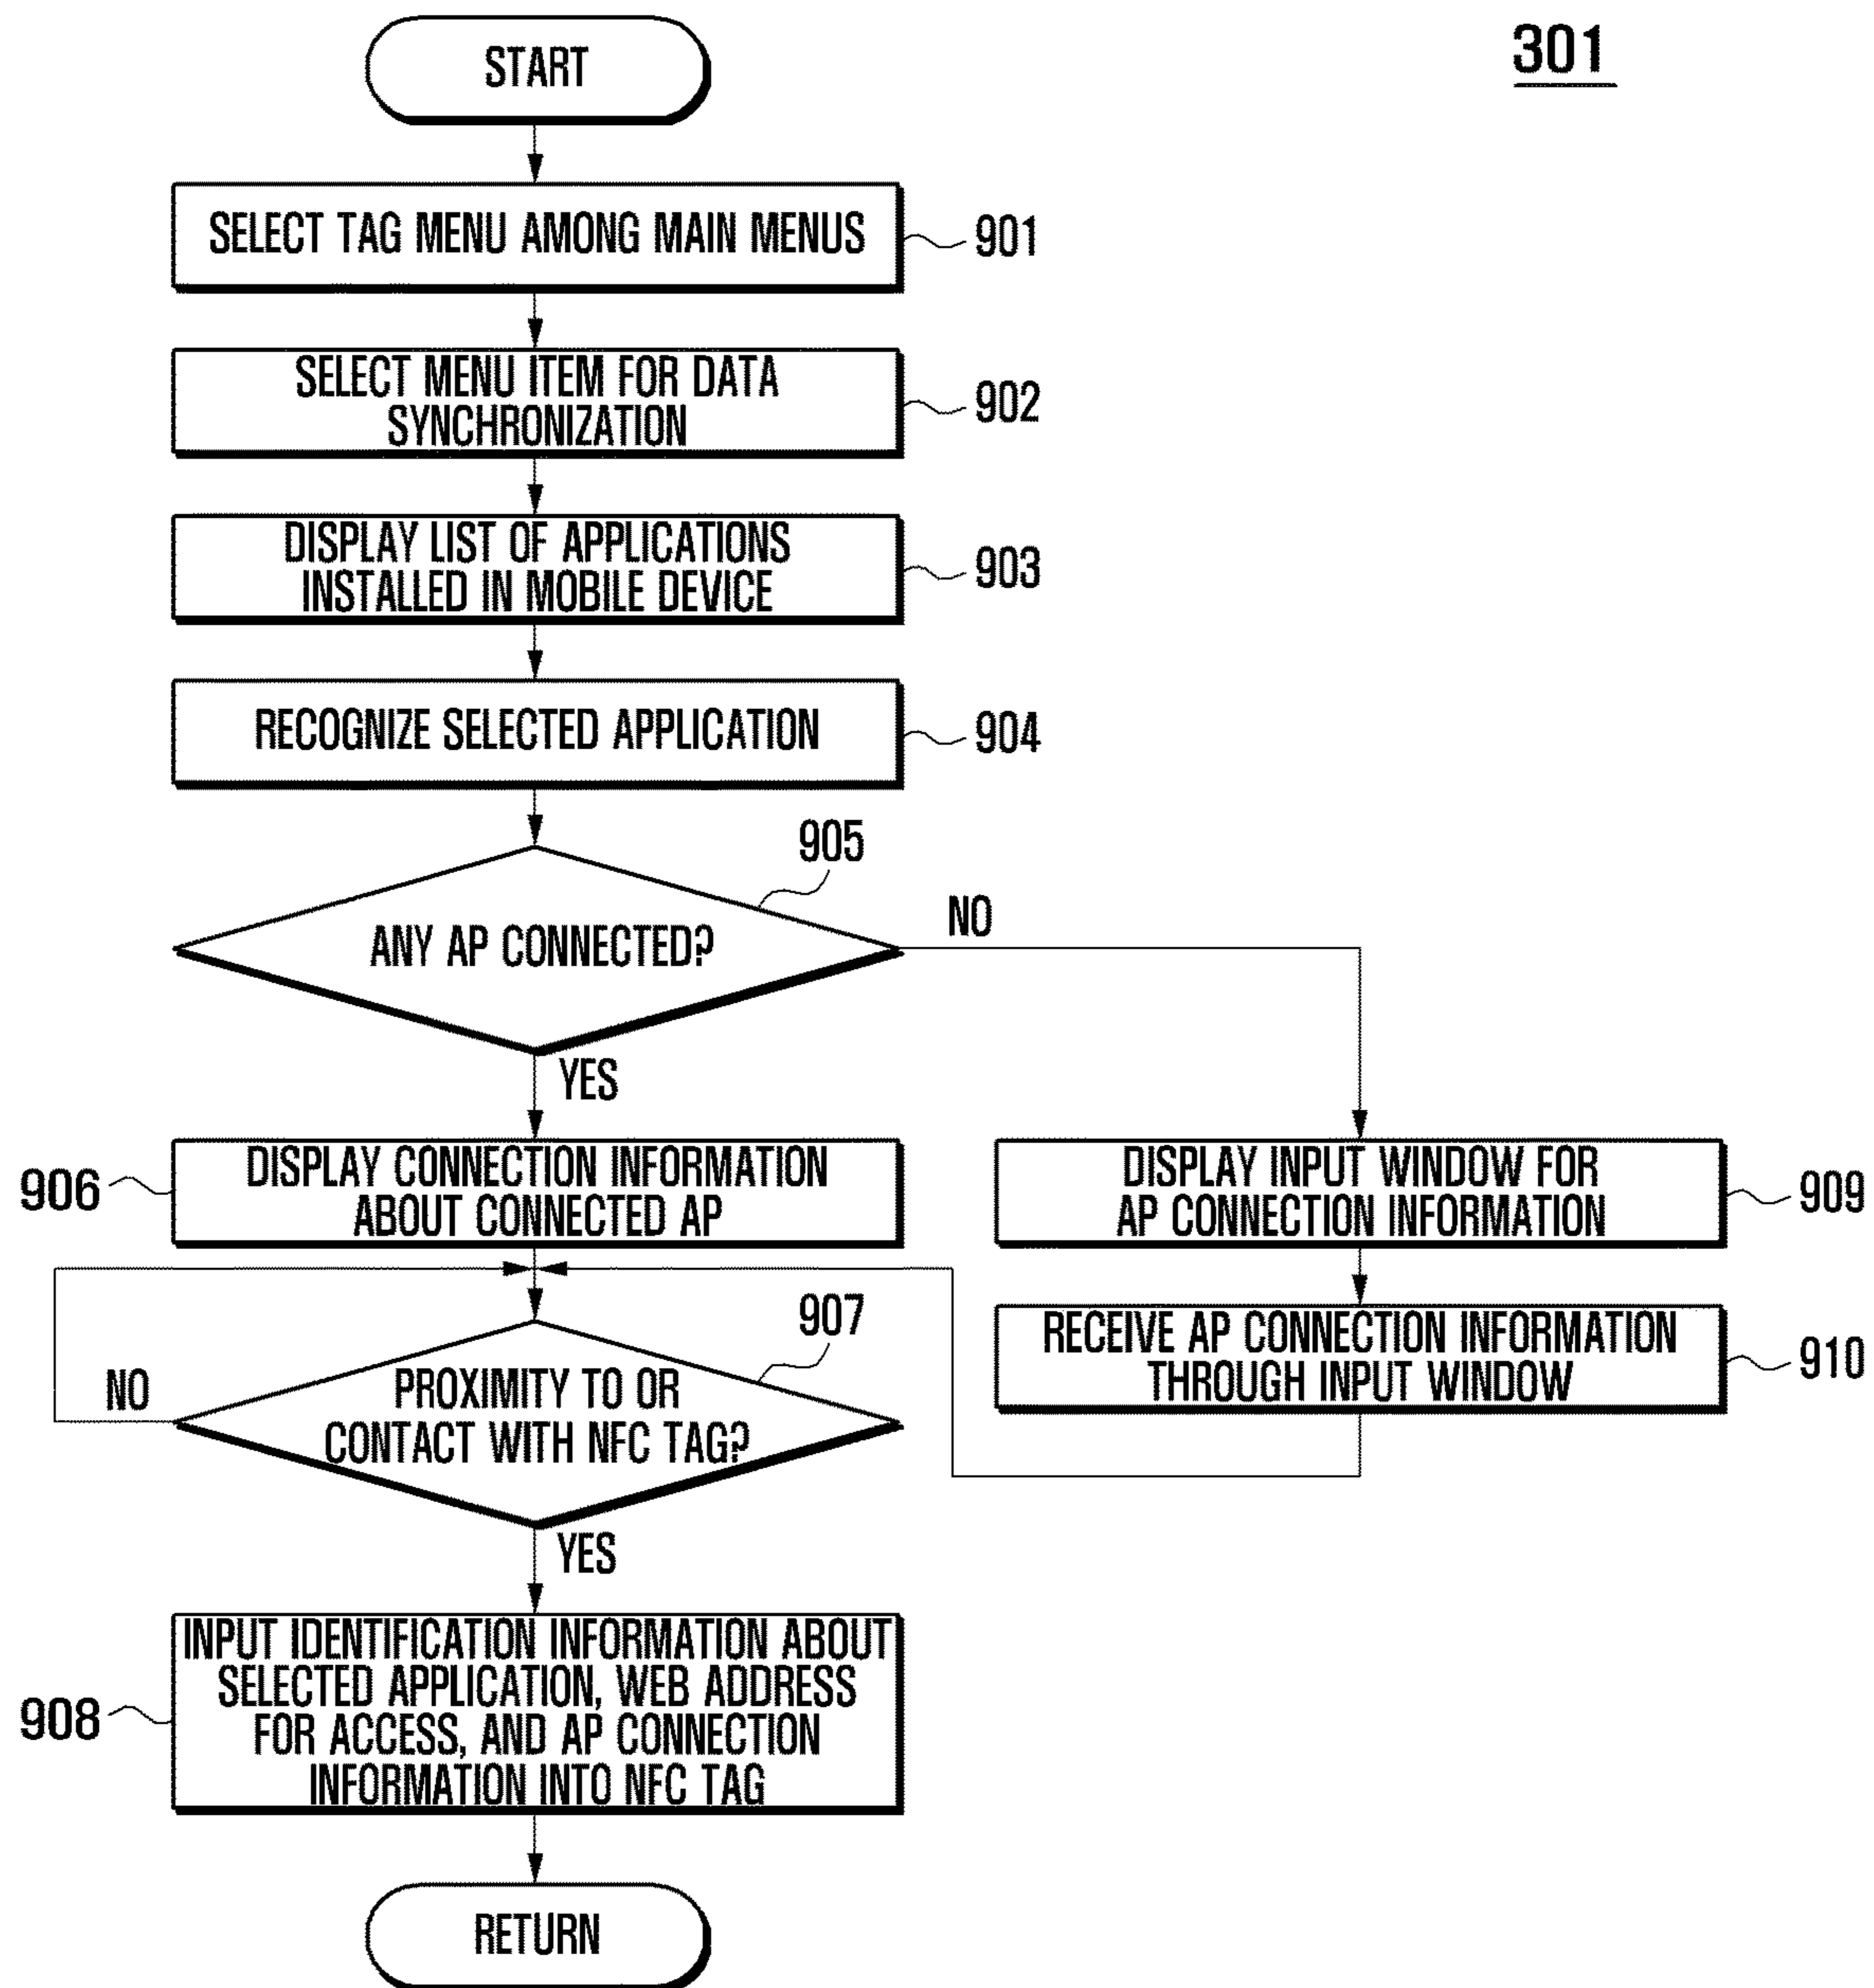 301
START
SELECT TAG MENU AMONG MAIN MENUS
901
SELECT MENU ITEM FOR DATA
SYNCHRONIZATION
902
DISPLAY LIST OF APPLICATIONS
INSTALLED IN MOBILE DEVICE
903
RECOGNIZE SELECTED APPLICATION
904
905
ANY AP CONNECTED?
NO
YES
906
DISPLAY CONNECTION INFORMATION
ABOUT CONNECTED AP
DISPLAY INPUT WINDOW FOR
AP CONNECTION INFORMATION
909
907
PROXIMITY TO OR
CONTACT WITH NFC TAG?
NO
RECEIVE AP CONNECTION INFORMATION
THROUGH INPUT WINDOW
910
YES
908
INPUT IDENTIFICATION INFORMATION ABOUT
SELECTED APPLICATION, WEB ADDRESS
FOR ACCESS, AND AP CONNECTION
INFORMATION INTO NFC TAG
RETURN